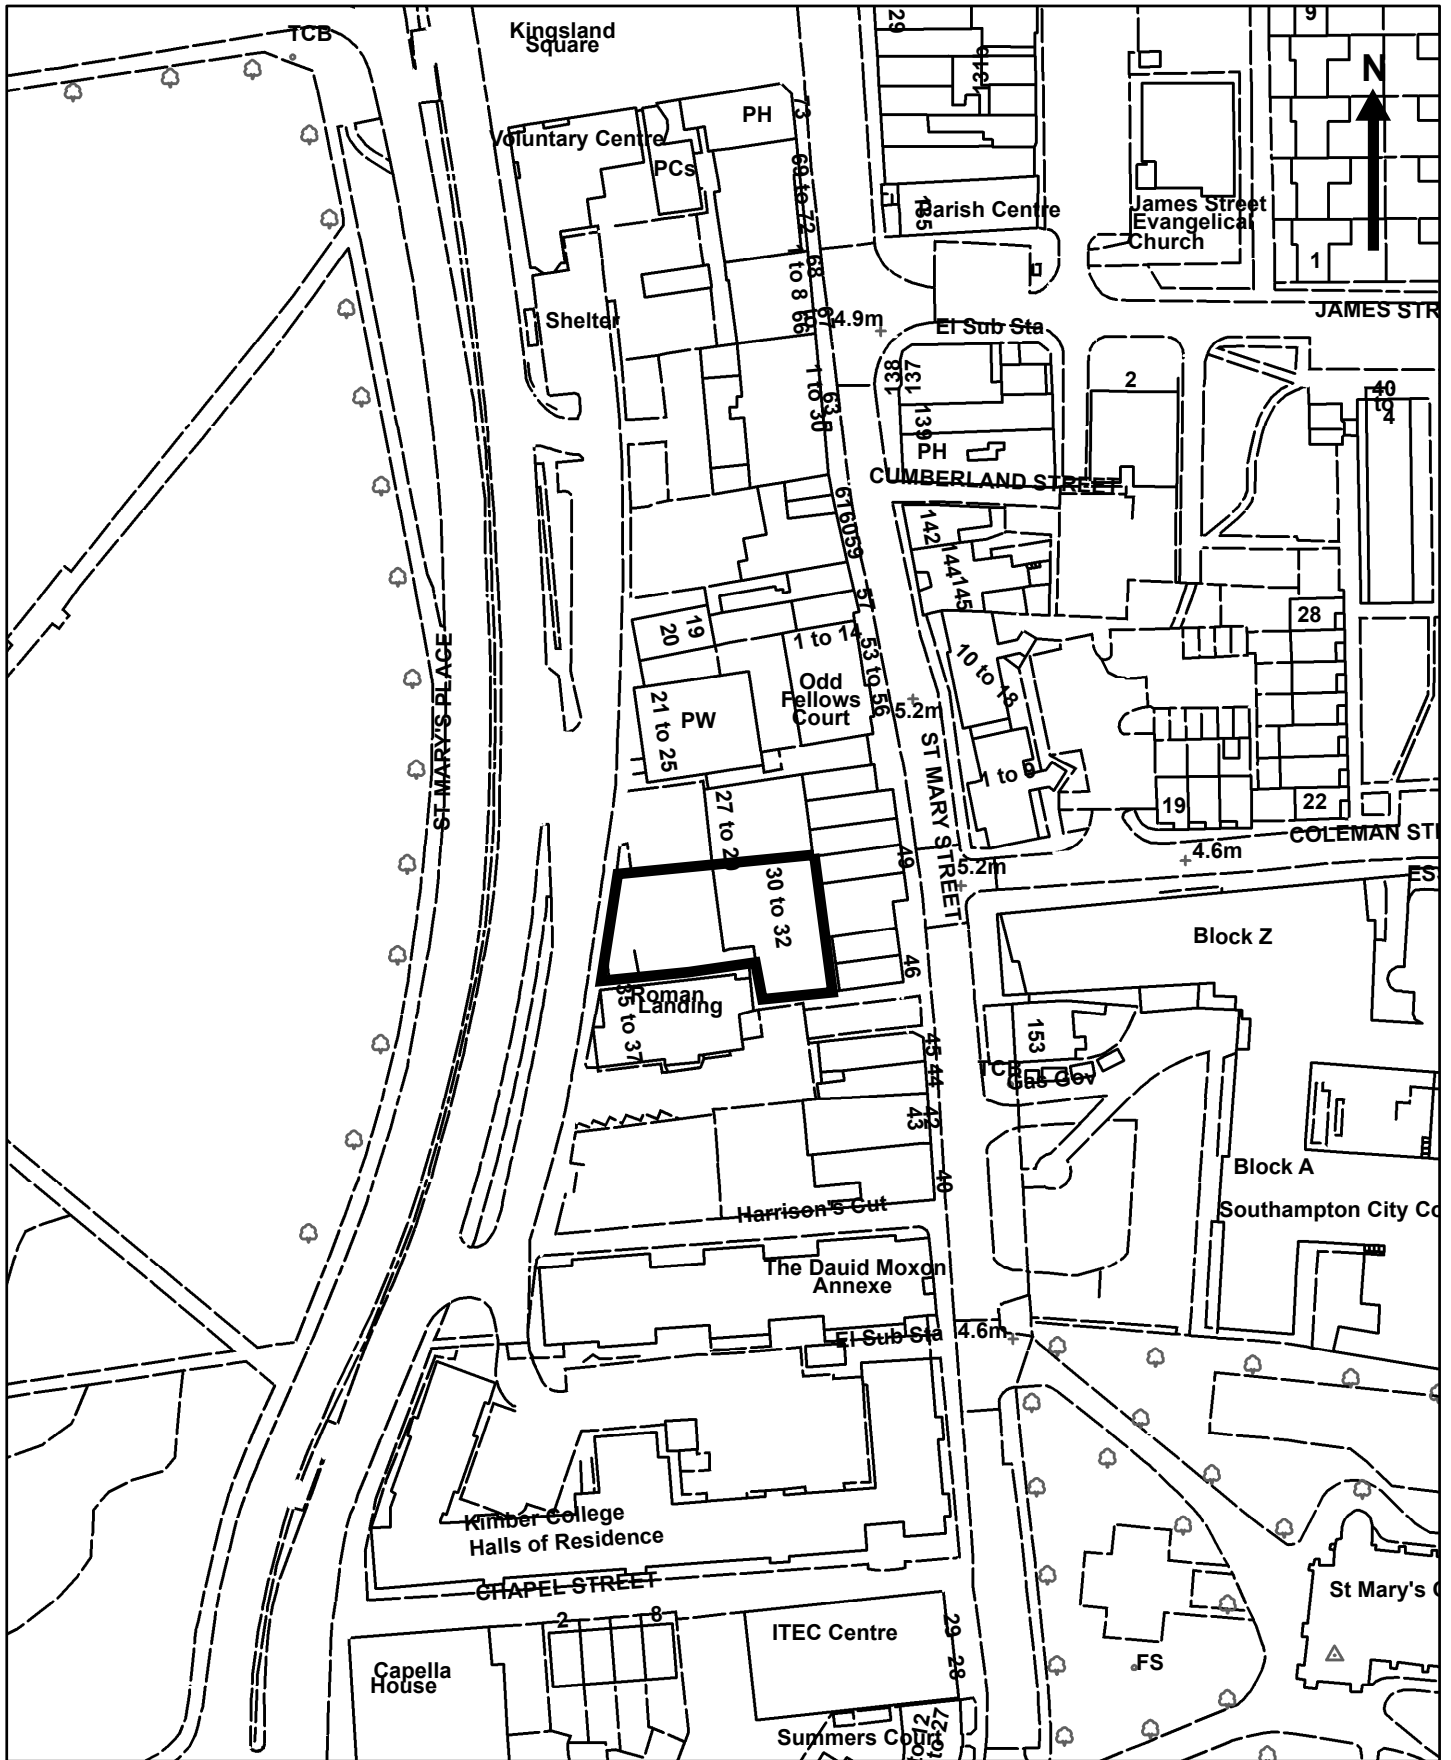 TCB
Kingsland
Square
29
131a
9
N
PH
73
Voluntary Centre
PCs
69 to 72
135
Parish Centre
James Street
Evangelical
Church
1
1 to 8
68
67
66
Shelter
4.9m
El Sub Sta
JAMES STR
138
137
2
40
to
4
1 to 30
63
139
PH
CUMBERLAND STREET
61
60
59
142
144
145
57
19
20
1 to 14
53 to 56
10 to 18
28
Odd
Fellows
Court
ST MARY'S PLACE
21 to 25
PW
5.2m
ST MARY STREET
1 to 9
19
22
COLEMAN ST
27 to 29
49
5.2m
4.6m
ES
30 to 32
Block Z
46
Roman
Landing
35 to 37
153
45
44
TCB
Gas Gov
42
43
Block A
40
Harrison's Cut
Southampton City Co
The Dauid Moxon
Annexe
El Sub Sta
4.6m
Kimber College
Halls of Residence
CHAPEL STREET
St Mary's
2
8
ITEC Centre
29
28
FS
Capella
House
Summers Court
to 27